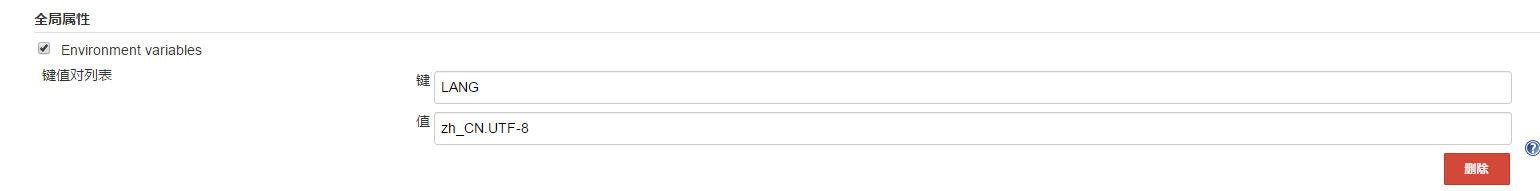 全局属性
Environment variables
键值对列表
键 LANG
值 zh_CN.UTF-8
?
删除